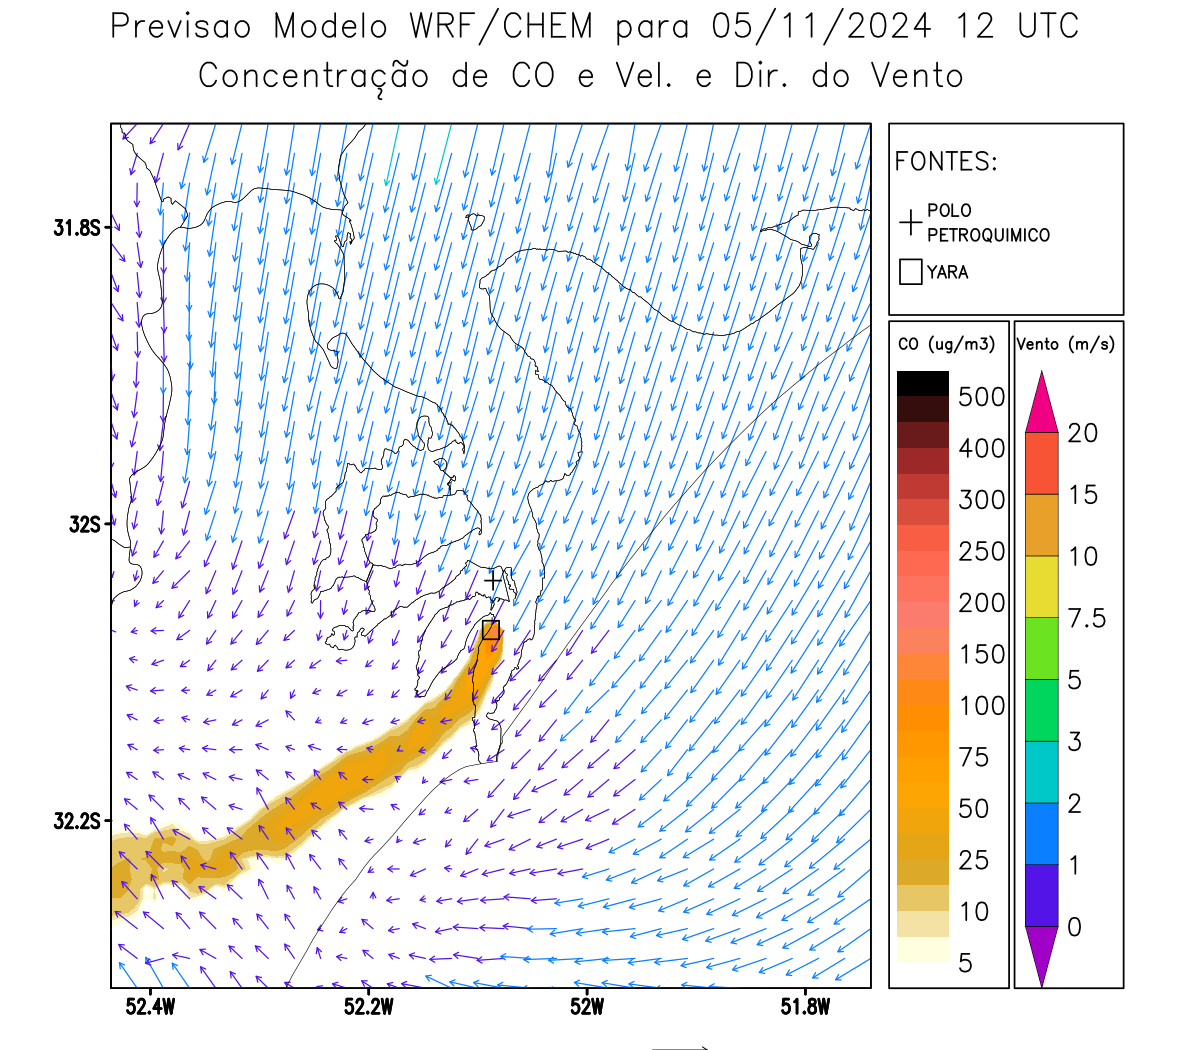 Previsao Modelo WRF/CHEM para 05/11/2024 12 UTC
Concentração de CO e Vel. e Dir. do Vento
FONTES:
POLO
PETROQUIMICO
YARA
CO (ug/m3)
500
400
300
250
200
150
100
75
50
25
10
5
Vento (m/s)
20
15
10
7.5
5
3
2
1
0
31.8S
32S
32.2S
52.4W
52.2W
52W
51.8W